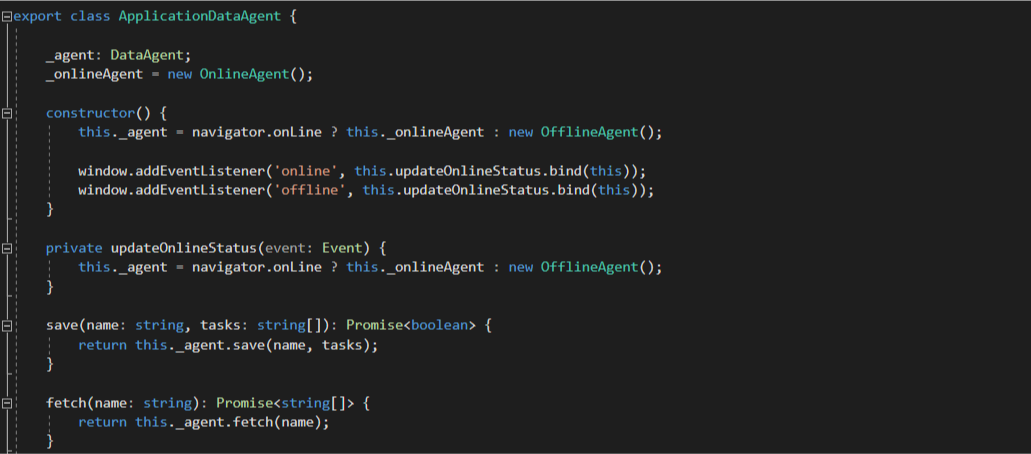 export class ApplicationDataAgent {
_agent: DataAgent;
_onlineAgent = new OnlineAgent();
constructor() {
this._agent = navigator.onLine ? this._onlineAgent : new OfflineAgent();
window.addEventListener('online', this.updateOnlineStatus.bind(this));
window.addEventListener('offline', this.updateOnlineStatus.bind(this));
}
private updateOnlineStatus(event: Event) {
this._agent = navigator.onLine ? this._onlineAgent : new OfflineAgent();
}
save(name: string, tasks: string[]): Promise<boolean> {
return this._agent.save(name, tasks);
}
fetch(name: string): Promise<string[]> {
return this._agent.fetch(name);
}